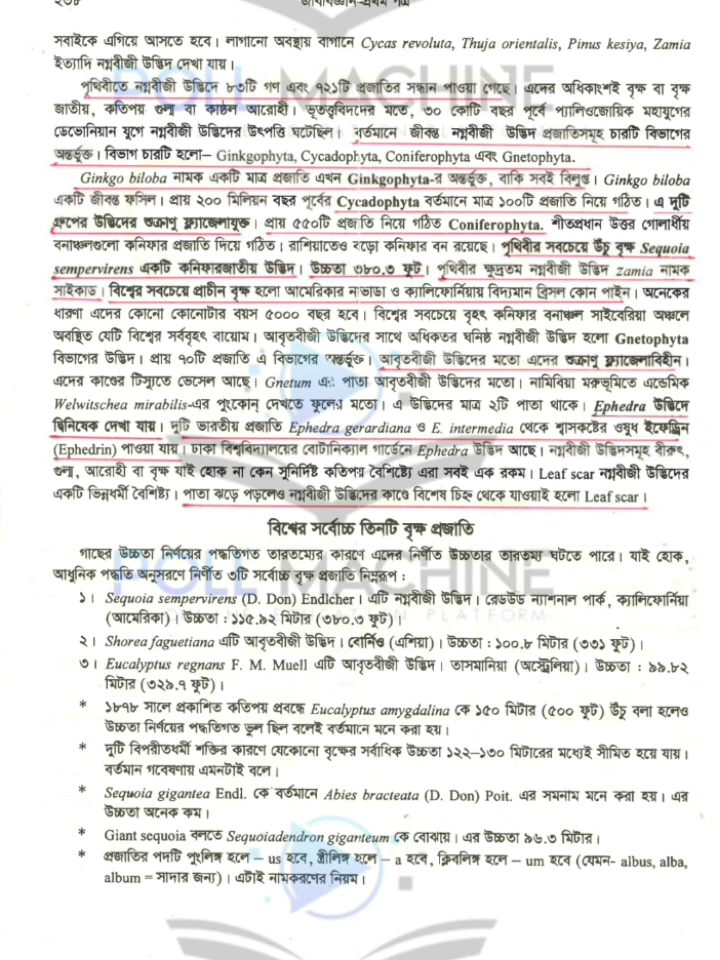 ২৩৮ জীববিজ্ঞান-প্রথম পত্র
সবাইকে এগিয়ে আসতে হবে। লাগানো অবস্থায় বাগানে Cycas revoluta, Thuja orientalis, Pinus kesiya, Zamia
ইত্যাদি নগ্নবীজী উদ্ভিদ দেখা যায়।
পৃথিবীতে নগ্নবীজী উদ্ভিদে ৮৩টি গণ এবং ৭২১টি প্রজাতির সন্ধান পাওয়া গেছে। এদের অধিকাংশই বৃক্ষ বা বৃক্ষ
জাতীয়, কতিপয় গুল্ম বা কাষ্ঠল আরোহী। ভূতত্ত্ববিদদের মতে, ৩০ কোটি বছর পূর্বে প্যালিওজোয়িক মহাযুগের
ডেভোনিয়ান যুগে নগ্নবীজী উদ্ভিদের উৎপত্তি ঘটেছিল। বর্তমানে জীবন্ত নগ্নবীজী উদ্ভিদ প্রজাতিসমূহ চারটি বিভাগের
অন্তর্ভুক্ত। বিভাগ চারটি হলো– Ginkgophyta, Cycadophyta, Coniferophyta এবং Gnetophyta.
Ginkgo biloba নামক একটি মাত্র প্রজাতি এখন Ginkgophyta-র অন্তর্ভুক্ত, বাকি সবই বিলুপ্ত। Ginkgo biloba
একটি জীবন্ত ফসিল। প্রায় ২০০ মিলিয়ন বছর পূর্বের Cycadophyta বর্তমানে মাত্র ১০০টি প্রজাতি নিয়ে গঠিত। এ দুটি
গ্রুপের উদ্ভিদের শুক্রাণু ফ্ল্যাজেলাযুক্ত। প্রায় ৫৫০টি প্রজাতি নিয়ে গঠিত Coniferophyta. শীতপ্রধান উত্তর গোলার্ধীয়
বনাঞ্চলগুলো কনিফার প্রজাতি দিয়ে গঠিত। রাশিয়াতেও বড়ো কনিফার বন রয়েছে। পৃথিবীর সবচেয়ে উঁচু বৃক্ষ Sequoia
sempervirens একটি কনিফারজাতীয় উদ্ভিদ। উচ্চতা ৩৮০.৩ ফুট। পৃথিবীর ক্ষুদ্রতম নগ্নবীজী উদ্ভিদ zamia নামক
সাইকাড। বিশ্বের সবচেয়ে প্রাচীন বৃক্ষ হলো আমেরিকার নাভাডা ও ক্যালিফোর্নিয়ায় বিদ্যমান ব্রিসল কোন পাইন। অনেকের
ধারণা এদের কোনো কোনোটার বয়স ৫০০০ বছর হবে। বিশ্বের সবচেয়ে বৃহৎ কনিফার বনাঞ্চল সাইবেরিয়া অঞ্চলে
অবস্থিত যেটি বিশ্বের সর্ববৃহৎ বায়োম। আবৃতবীজী উদ্ভিদের সাথে অধিকতর ঘনিষ্ঠ নগ্নবীজী উদ্ভিদ হলো Gnetophyta
বিভাগের উদ্ভিদ। প্রায় ৭০টি প্রজাতি এ বিভাগের অন্তর্ভুক্ত। আবৃতবীজী উদ্ভিদের মতো এদের শুক্রাণু ফ্ল্যাজেলাবিহীন।
এদের কাণ্ডের টিস্যুতে ভেসেল আছে। Gnetum এর পাতা আবৃতবীজী উদ্ভিদের মতো। নামিবিয়া মরুভূমিতে এন্ডেমিক
Welwitschea mirabilis-এর পুংকোন দেখতে ফুলের মতো। এ উদ্ভিদের মাত্র ২টি পাতা থাকে। Ephedra উদ্ভিদে
দ্বিনিষেক দেখা যায়। দুটি ভারতীয় প্রজাতি Ephedra gerardiana ও E. intermedia থেকে শ্বাসকষ্টের ওষুধ ইফেড্রিন
(Ephedrin) পাওয়া যায়। ঢাকা বিশ্ববিদ্যালয়ের বোটানিক্যাল গার্ডেনে Ephedra উদ্ভিদ আছে। নগ্নবীজী উদ্ভিদসমূহ বীরুৎ,
গুল্ম, আরোহী বা বৃক্ষ যাই হোক না কেন সুনির্দিষ্ট কতিপয় বৈশিষ্ট্যে এরা সবই এক রকম। Leaf scar নগ্নবীজী উদ্ভিদের
একটি ভিন্নধর্মী বৈশিষ্ট্য। পাতা ঝড়ে পড়লেও নগ্নবীজী উদ্ভিদের কাণ্ডে বিশেষ চিহ্ন থেকে যাওয়াই হলো Leaf scar।
বিশ্বের সর্বোচ্চ তিনটি বৃক্ষ প্রজাতি
গাছের উচ্চতা নির্ণয়ের পদ্ধতিগত তারতম্যের কারণে এদের নির্ণীত উচ্চতার তারতম্য ঘটতে পারে। যাই হোক,
আধুনিক পদ্ধতি অনুসরণে নির্ণীত ৩টি সর্বোচ্চ বৃক্ষ প্রজাতি নিম্নরূপ :
১। Sequoia sempervirens (D. Don) Endlcher। এটি নগ্নবীজী উদ্ভিদ। রেডউড ন্যাশনাল পার্ক, ক্যালিফোর্নিয়া
(আমেরিকা)। উচ্চতা : ১১৫.৯২ মিটার (৩৮০.৩ ফুট)।
২। Shorea faguetiana এটি আবৃতবীজী উদ্ভিদ। বোর্নিও (এশিয়া)। উচ্চতা : ১০০.৮ মিটার (৩৩১ ফুট)।
৩। Eucalyptus regnans F. M. Muell এটি আবৃতবীজী উদ্ভিদ। তাসমানিয়া (অস্ট্রেলিয়া)। উচ্চতা : ৯৯.৮২
মিটার (৩২৯.৭ ফুট)।
* ১৮৭৮ সালে প্রকাশিত কতিপয় প্রবন্ধে Eucalyptus amygdalina কে ১৫০ মিটার (৫০০ ফুট) উঁচু বলা হলেও
উচ্চতা নির্ণয়ের পদ্ধতিগত ভুল ছিল বলেই বর্তমানে মনে করা হয়।
* দুটি বিপরীতধর্মী শক্তির কারণে যেকোনো বৃক্ষের সর্বাধিক উচ্চতা ১২২–১৩০ মিটারের মধ্যেই সীমিত হয়ে যায়।
বর্তমান গবেষণায় এমনটাই বলে।
* Sequoia gigantea Endl. কে বর্তমানে Abies bracteata (D. Don) Poit. এর সমনাম মনে করা হয়। এর
উচ্চতা অনেক কম।
* Giant sequoia বলতে Sequoiadendron giganteum কে বোঝায়। এর উচ্চতা ৯৬.৩ মিটার।
* প্রজাতির পদটি পুংলিঙ্গ হলে – us হবে, স্ত্রীলিঙ্গ হলে – a হবে, ক্লিবলিঙ্গ হলে – um হবে (যেমন- albus, alba,
album = সাদার জন্য)। এটাই নামকরণের নিয়ম।